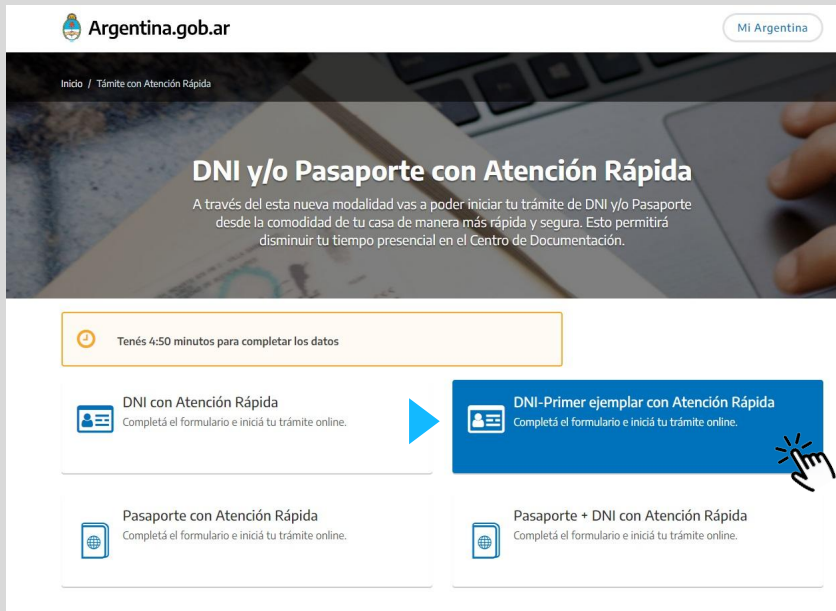 Argentina.gob.ar
Mi Argentina
Inicio / Támite con Atención Rápida
DNI y/o Pasaporte con Atención Rápida
A través del esta nueva modalidad vas a poder iniciar tu trámite de DNI y/o Pasaporte
desde la comodidad de tu casa de manera más rápida y segura. Esto permitirá
disminuir tu tiempo presencial en el Centro de Documentación.
Tenés 4:50 minutos para completar los datos
DNI con Atención Rápida
Completá el formulario e iniciá tu trámite online.
DNI-Primer ejemplar con Atención Rápida
Completá el formulario e iniciá tu trámite online.
Pasaporte con Atención Rápida
Completá el formulario e iniciá tu trámite online.
Pasaporte + DNI con Atención Rápida
Completá el formulario e iniciá tu trámite online.